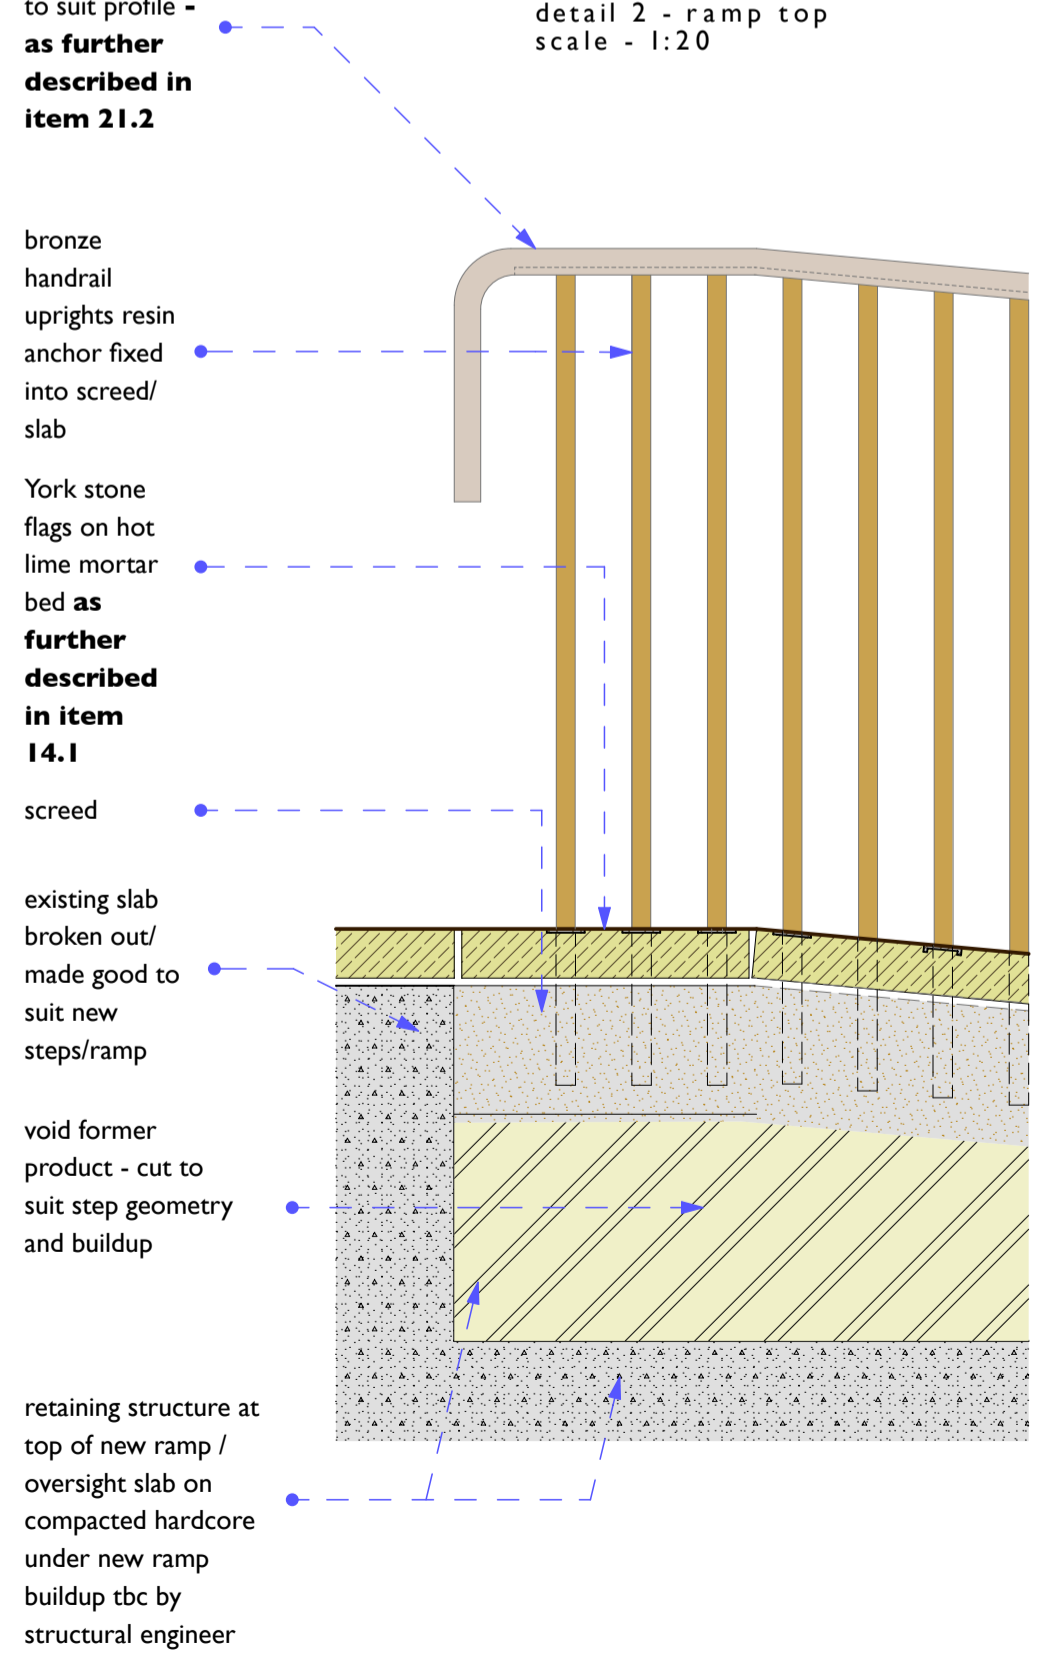 to suit profile -
as further
described in
item 21.2
detail 2 - ramp top
scale - 1:20
bronze
handrail
uprights resin
anchor fixed
into screed/
slab
York stone
flags on hot
lime mortar
bed as
further
described
in item
14.1
screed
existing slab
broken out/
made good to
suit new
steps/ramp
void former
product - cut to
suit step geometry
and buildup
retaining structure at
top of new ramp /
oversight slab on
compacted hardcore
under new ramp
buildup tbc by
structural engineer